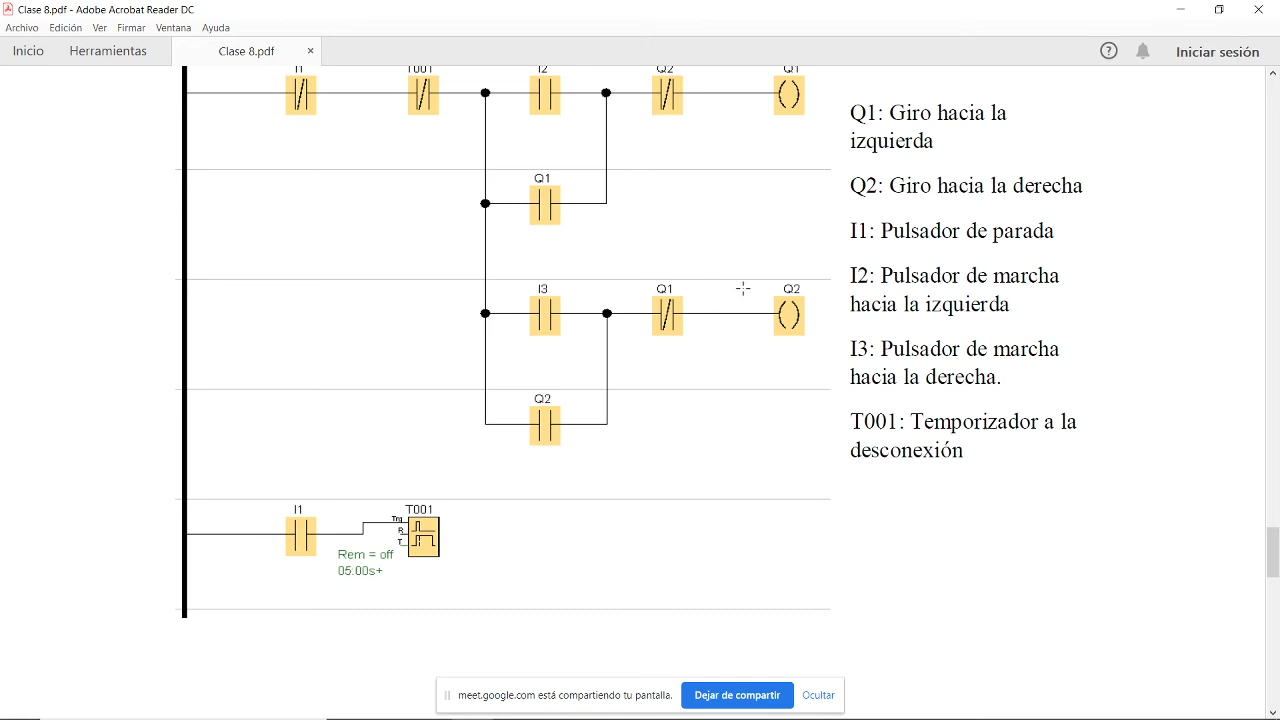 Clase 8.pdf - Adobe Acrobat Reader DC
Archivo Edición Ver Firmar Ventana Ayuda
Inicio Herramientas Clase 8.pdf × Iniciar sesión
I1 T001 I2 Q2 Q1
Q1: Giro hacia la
izquierda
Q1
Q2: Giro hacia la derecha
I1: Pulsador de parada
I2: Pulsador de marcha
hacia la izquierda
I3 Q1 Q2
I3: Pulsador de marcha
hacia la derecha.
Q2
T001: Temporizador a la
desconexión
I1 T001
Trg
R
T
Rem = off
05:00s+
meet.google.com está compartiendo tu pantalla. Dejar de compartir Ocultar